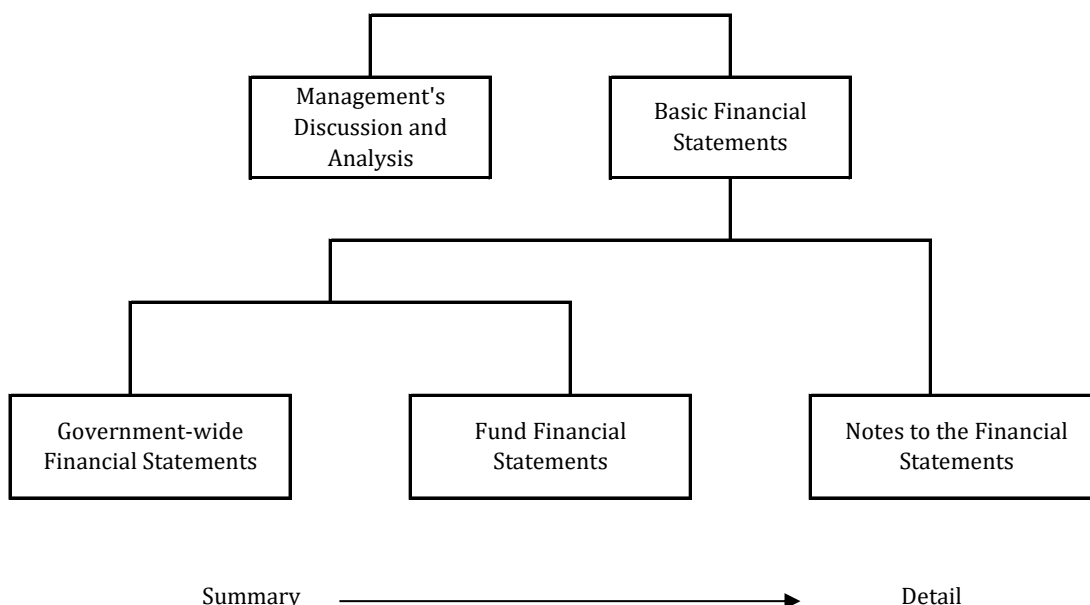 Management's
Discussion and
Analysis
Basic Financial
Statements
Government-wide
Financial Statements
Fund Financial
Statements
Notes to the Financial
Statements
Summary
Detail